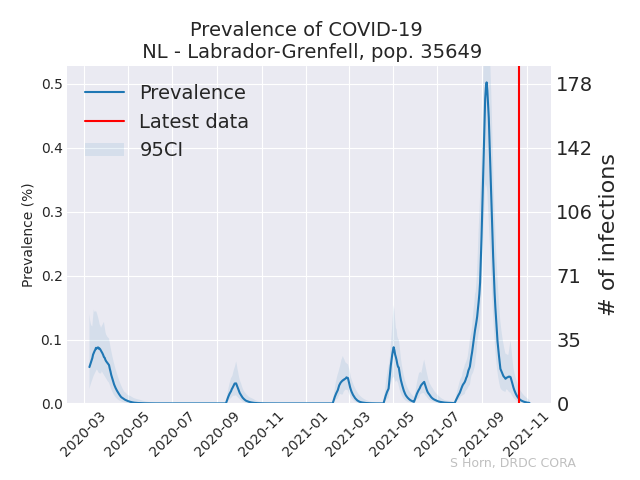 Prevalence of COVID-19
NL - Labrador-Grenfell, pop. 35649
Prevalence
Latest data
95CI
Prevalence (%)
0.5
0.4
0.3
0.2
0.1
0.0
178
142
106
71
35
0
# of infections
2020-03
2020-05
2020-07
2020-09
2020-11
2021-01
2021-03
2021-05
2021-07
2021-09
2021-11
S Horn, DRDC CORA